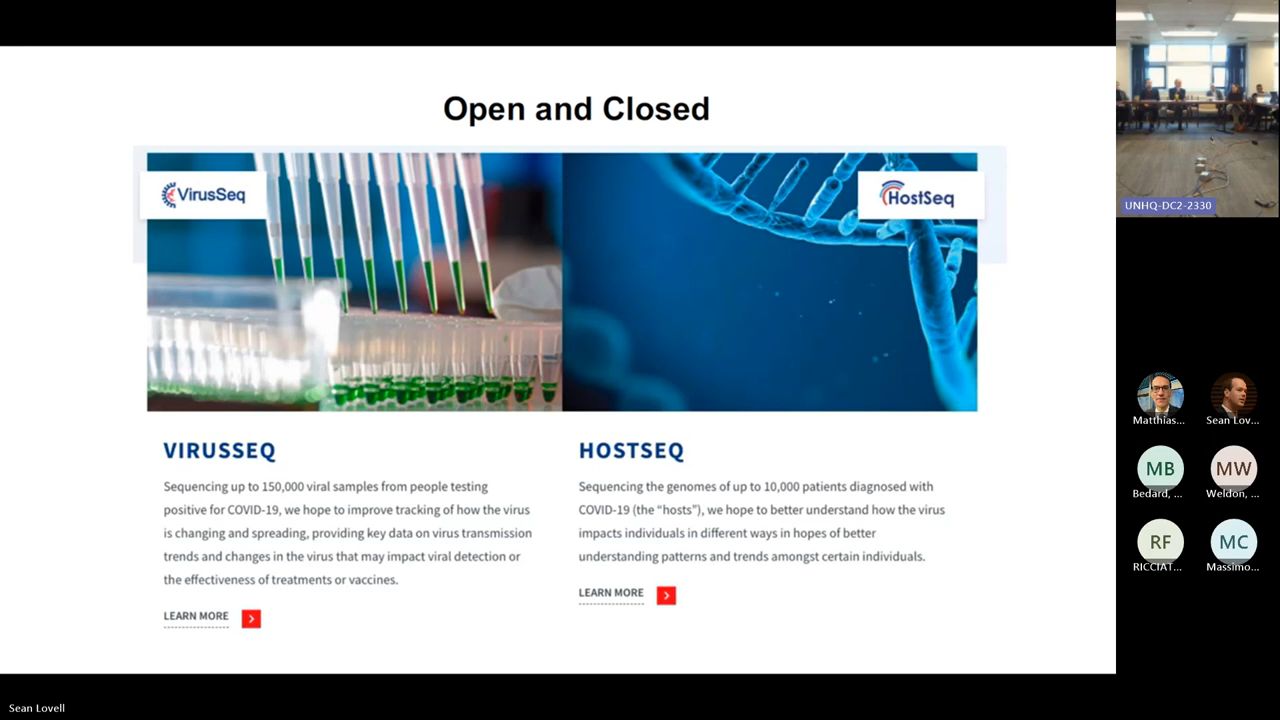 Open and Closed
VirusSeq
HostSeq
VIRUSSEQ
Sequencing up to 150,000 viral samples from people testing
positive for COVID-19, we hope to improve tracking of how the virus
is changing and spreading, providing key data on virus transmission
trends and changes in the virus that may impact viral detection or
the effectiveness of treatments or vaccines.
LEARN MORE
HOSTSEQ
Sequencing the genomes of up to 10,000 patients diagnosed with
COVID-19 (the “hosts”), we hope to better understand how the virus
impacts individuals in different ways in hopes of better
understanding patterns and trends amongst certain individuals.
LEARN MORE
UNHQ-DC2-2330
Matthias...
Sean Lov...
MB
Bedard, ...
MW
Weldon, ...
RF
RICCIAT...
MC
Massimo...
Sean Lovell